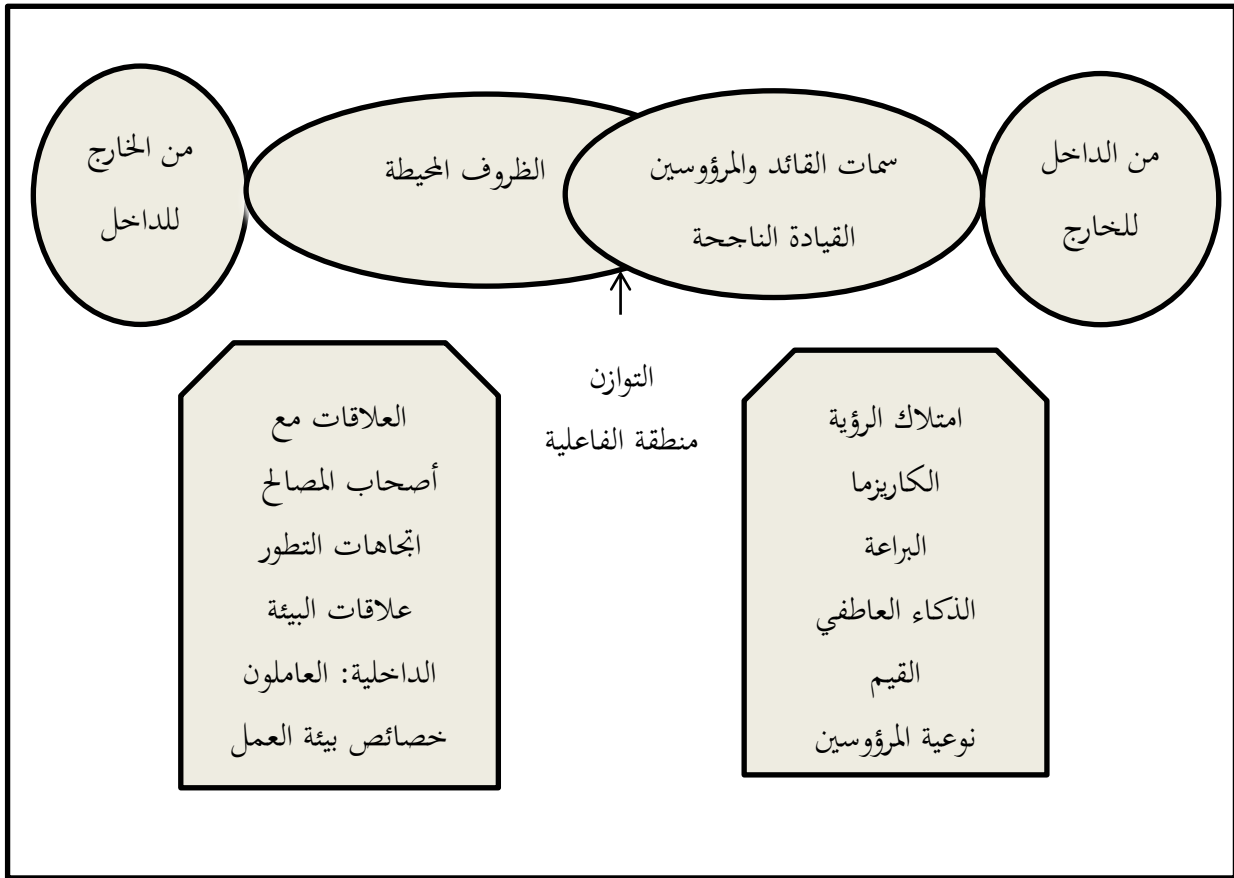 من الداخل
للخارج
سمات القائد والمرؤوسين
القيادة الناجحة
الظروف المحيطة
من الخارج
للداخل
التوازن
منطقة الفاعلية
امتلاك الرؤية
الكاريزما
البراعة
الذكاء العاطفي
القيم
نوعية المرؤوسين
العلاقات مع
أصحاب المصالح
اتجاهات التطور
علاقات البيئة
الداخلية: العاملون
خصائص بيئة العمل